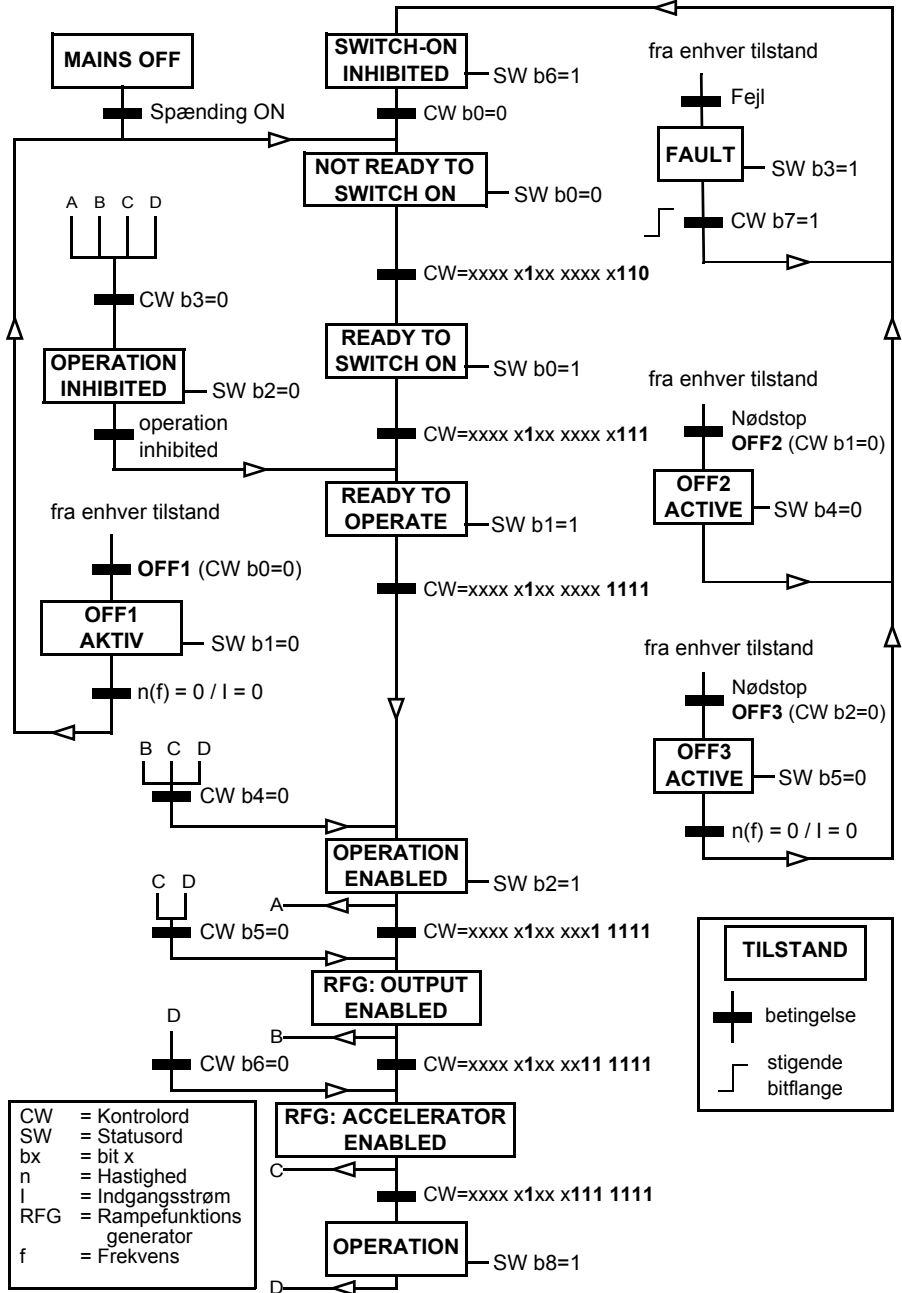 MAINS OFF
Spænding ON
SWITCH-ON
INHIBITED
SW b6=1
CW b0=0
NOT READY TO
SWITCH ON
SW b0=0
CW=xxxx x1xx xxxx x110
READY TO
SWITCH ON
SW b0=1
CW=xxxx x1xx xxxx x111
READY TO
OPERATE
SW b1=1
CW=xxxx x1xx xxxx 1111
A B C D
CW b3=0
OPERATION
INHIBITED
SW b2=0
operation
inhibited
fra enhver tilstand
OFF1 (CW b0=0)
OFF1
AKTIV
SW b1=0
n(f) = 0 / I = 0
B C D
CW b4=0
OPERATION
ENABLED
SW b2=1
A
C D
CW b5=0
CW=xxxx x1xx xxx1 1111
RFG: OUTPUT
ENABLED
B
D
CW b6=0
CW=xxxx x1xx xx11 1111
RFG: ACCELERATOR
ENABLED
C
CW=xxxx x1xx x111 1111
OPERATION
SW b8=1
D
fra enhver tilstand
Fejl
FAULT
SW b3=1
CW b7=1
fra enhver tilstand
Nødstop
OFF2 (CW b1=0)
OFF2
ACTIVE
SW b4=0
fra enhver tilstand
Nødstop
OFF3 (CW b2=0)
OFF3
ACTIVE
SW b5=0
n(f) = 0 / I = 0
TILSTAND
betingelse
stigende
bitflange
CW = Kontrolord
SW = Statusord
bx = bit x
n = Hastighed
I = Indgangsstrøm
RFG = Rampefunktions
generator
f = Frekvens